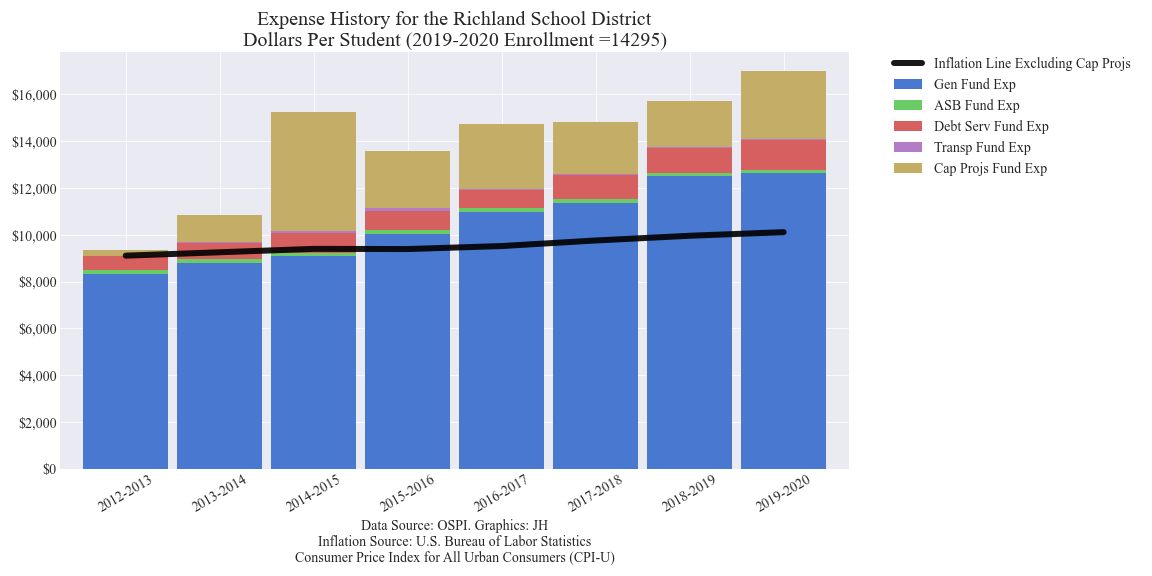 Expense History for the Richland School District
Dollars Per Student (2019-2020 Enrollment =14295)
Inflation Line Excluding Cap Projs
Gen Fund Exp
ASB Fund Exp
Debt Serv Fund Exp
Transp Fund Exp
Cap Projs Fund Exp
$16,000
$14,000
$12,000
$10,000
$8,000
$6,000
$4,000
$2,000
$0
2012-2013
2013-2014
2014-2015
2015-2016
2016-2017
2017-2018
2018-2019
2019-2020
Data Source: OSPI. Graphics: JH
Inflation Source: U.S. Bureau of Labor Statistics
Consumer Price Index for All Urban Consumers (CPI-U)